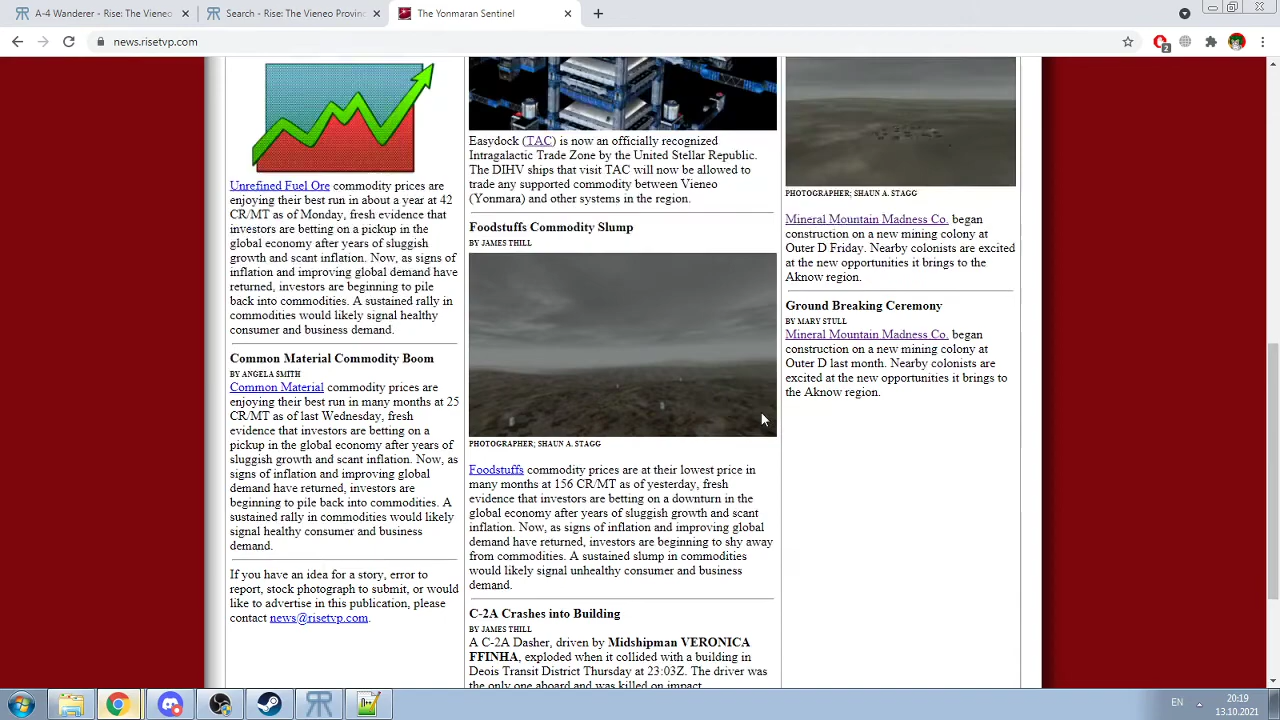 A-4 Wanderer - Rise: The Vieneo
Search - Rise: The Vieneo Provinc
The Yonmaran Sentinel
news.risetvp.com
2
Unrefined Fuel Ore commodity prices are
enjoying their best run in about a year at 42
CR/MT as of Monday, fresh evidence that
investors are betting on a pickup in the
global economy after years of sluggish
growth and scant inflation. Now, as signs of
inflation and improving global demand have
returned, investors are beginning to pile
back into commodities. A sustained rally in
commodities would likely signal healthy
consumer and business demand.
Common Material Commodity Boom
BY ANGELA SMITH
Common Material commodity prices are
enjoying their best run in many months at 25
CR/MT as of last Wednesday, fresh
evidence that investors are betting on a
pickup in the global economy after years of
sluggish growth and scant inflation. Now, as
signs of inflation and improving global
demand have returned, investors are
beginning to pile back into commodities. A
sustained rally in commodities would likely
signal healthy consumer and business
demand.
If you have an idea for a story, error to
report, stock photograph to submit, or would
like to advertise in this publication, please
contact news@risetvp.com.
Easydock (TAC) is now an officially recognized
Intragalactic Trade Zone by the United Stellar Republic.
The DIHV ships that visit TAC will now be allowed to
trade any supported commodity between Vieneo
(Yonmara) and other systems in the region.
Foodstuffs Commodity Slump
BY JAMES THILL
PHOTOGRAPHER; SHAUN A. STAGG
Foodstuffs commodity prices are at their lowest price in
many months at 156 CR/MT as of yesterday, fresh
evidence that investors are betting on a downturn in the
global economy after years of sluggish growth and scant
inflation. Now, as signs of inflation and improving global
demand have returned, investors are beginning to shy away
from commodities. A sustained slump in commodities
would likely signal unhealthy consumer and business
demand.
C-2A Crashes into Building
BY JAMES THILL
A C-2A Dasher, driven by Midshipman VERONICA
FFINHA, exploded when it collided with a building in
Deois Transit District Thursday at 23:03Z. The driver was
the only one aboard and was killed on impact.
PHOTOGRAPHER; SHAUN A. STAGG
Mineral Mountain Madness Co. began
construction on a new mining colony at
Outer D Friday. Nearby colonists are excited
at the new opportunities it brings to the
Aknow region.
Ground Breaking Ceremony
BY MARY STULL
Mineral Mountain Madness Co. began
construction on a new mining colony at
Outer D last month. Nearby colonists are
excited at the new opportunities it brings to
the Aknow region.
EN
20:19
13.10.2021